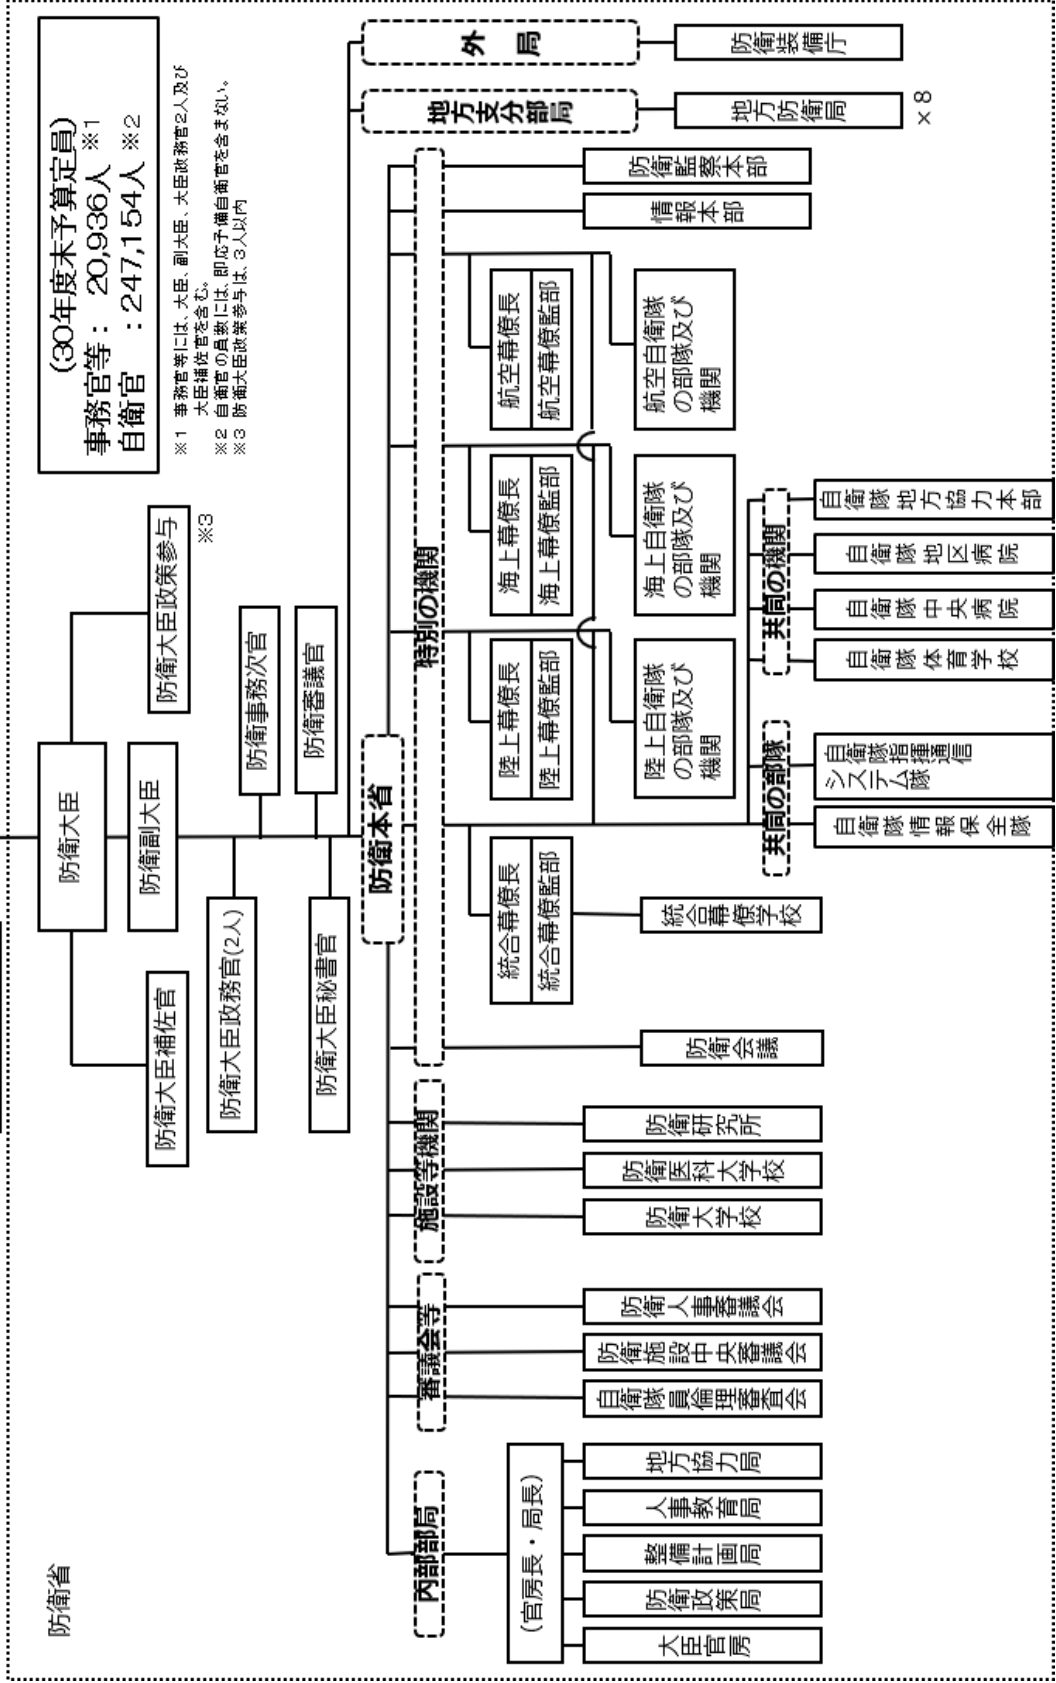 防衛省
(30年度末予算定員)
事務官等： 20,936人 ※1
自衛官　：247,154人 ※2
※1 事務官等には、大臣、副大臣、大臣政務官2人及び
大臣補佐官を含む。
※2 自衛官の員数には、即応予備自衛官を含まない。
※3 防衛大臣政策参与は、3人以内
防衛大臣
防衛大臣補佐官
防衛大臣政策参与
※3
防衛副大臣
防衛大臣政務官(2人)
防衛事務次官
防衛大臣秘書官
防衛審議官
防衛本省
内部部局
(官房長・局長)
大臣官房
防衛政策局
整備計画局
人事教育局
地方協力局
審議会等
自衛隊員倫理審査会
防衛施設中央審議会
防衛人事審議会
施設等機関
防衛大学校
防衛医科大学校
防衛研究所
特別の機関
防衛会議
統合幕僚長
統合幕僚監部
統合幕僚学校
陸上幕僚長
陸上幕僚監部
陸上自衛隊
の部隊及び
機関
海上幕僚長
海上幕僚監部
海上自衛隊
の部隊及び
機関
航空幕僚長
航空幕僚監部
航空自衛隊
の部隊及び
機関
情報本部
防衛監察本部
共同の部隊
自衛隊情報保全隊
自衛隊指揮通信
システム隊
共同の機関
自衛隊体育学校
自衛隊中央病院
自衛隊地区病院
自衛隊地方協力本部
地方支分部局
地方防衛局
×8
外局
防衛装備庁